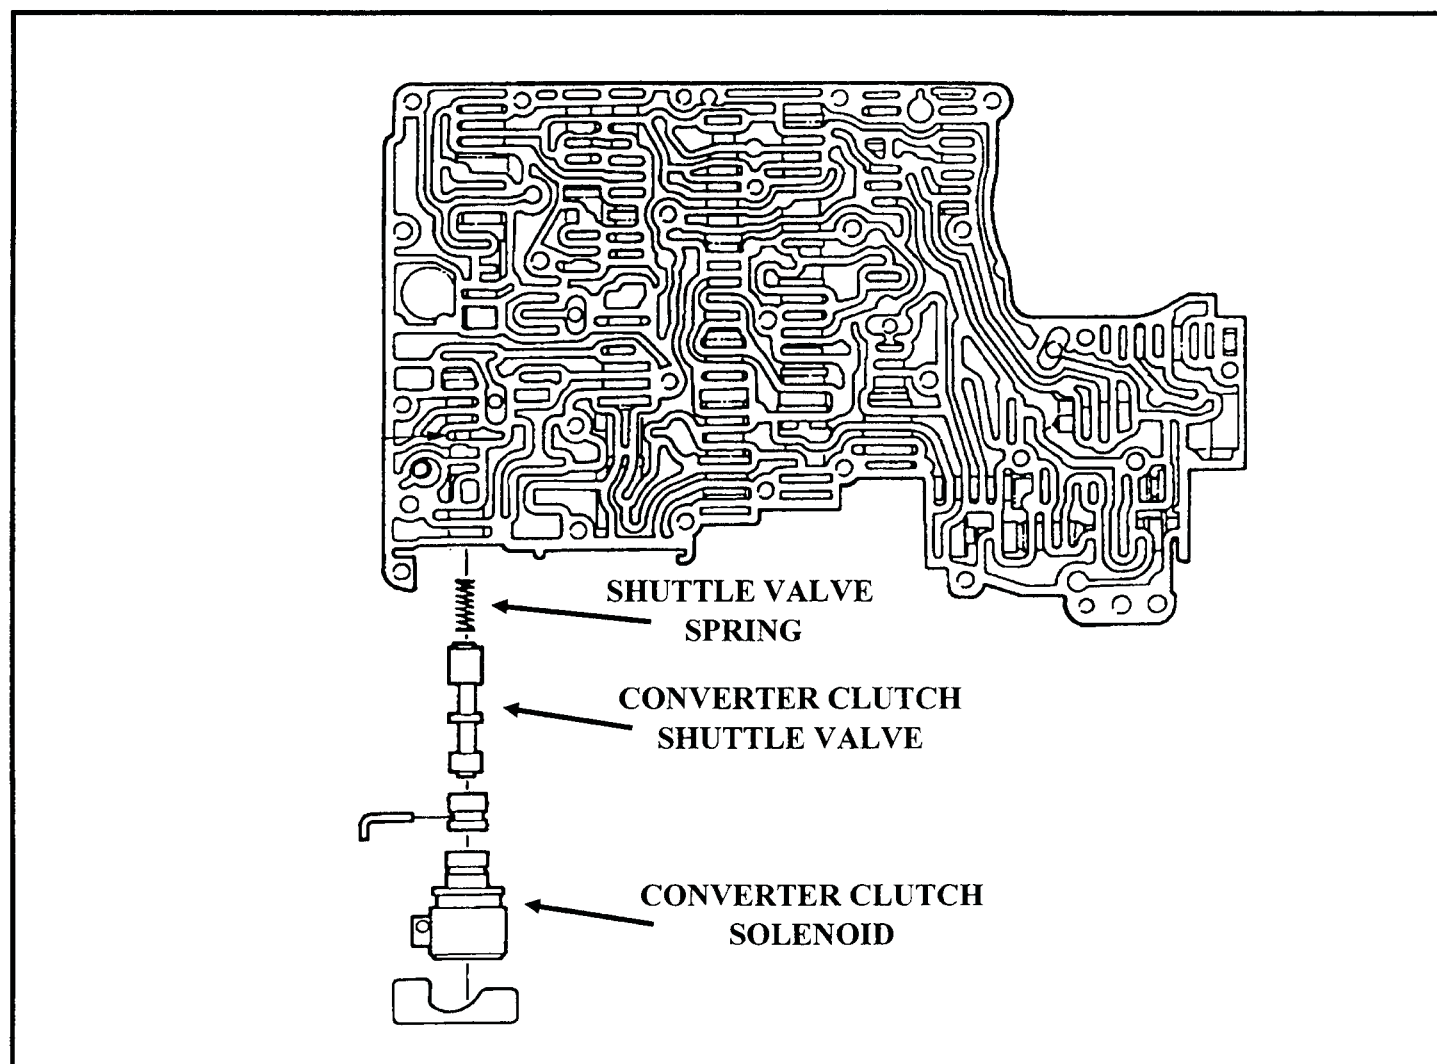 SHUTTLE VALVE
SPRING
CONVERTER CLUTCH
SHUTTLE VALVE
CONVERTER CLUTCH
SOLENOID